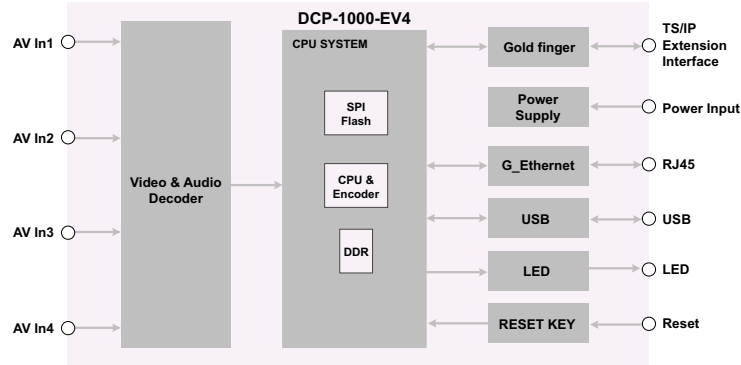 DCP-1000-EV4
AV In1
AV In2
AV In3
AV In4
Video & Audio
Decoder
CPU SYSTEM
SPI
Flash
CPU &
Encoder
DDR
Gold finger
Power
Supply
G_Ethernet
USB
LED
RESET KEY
TS/IP
Extension
Interface
Power Input
RJ45
USB
LED
Reset